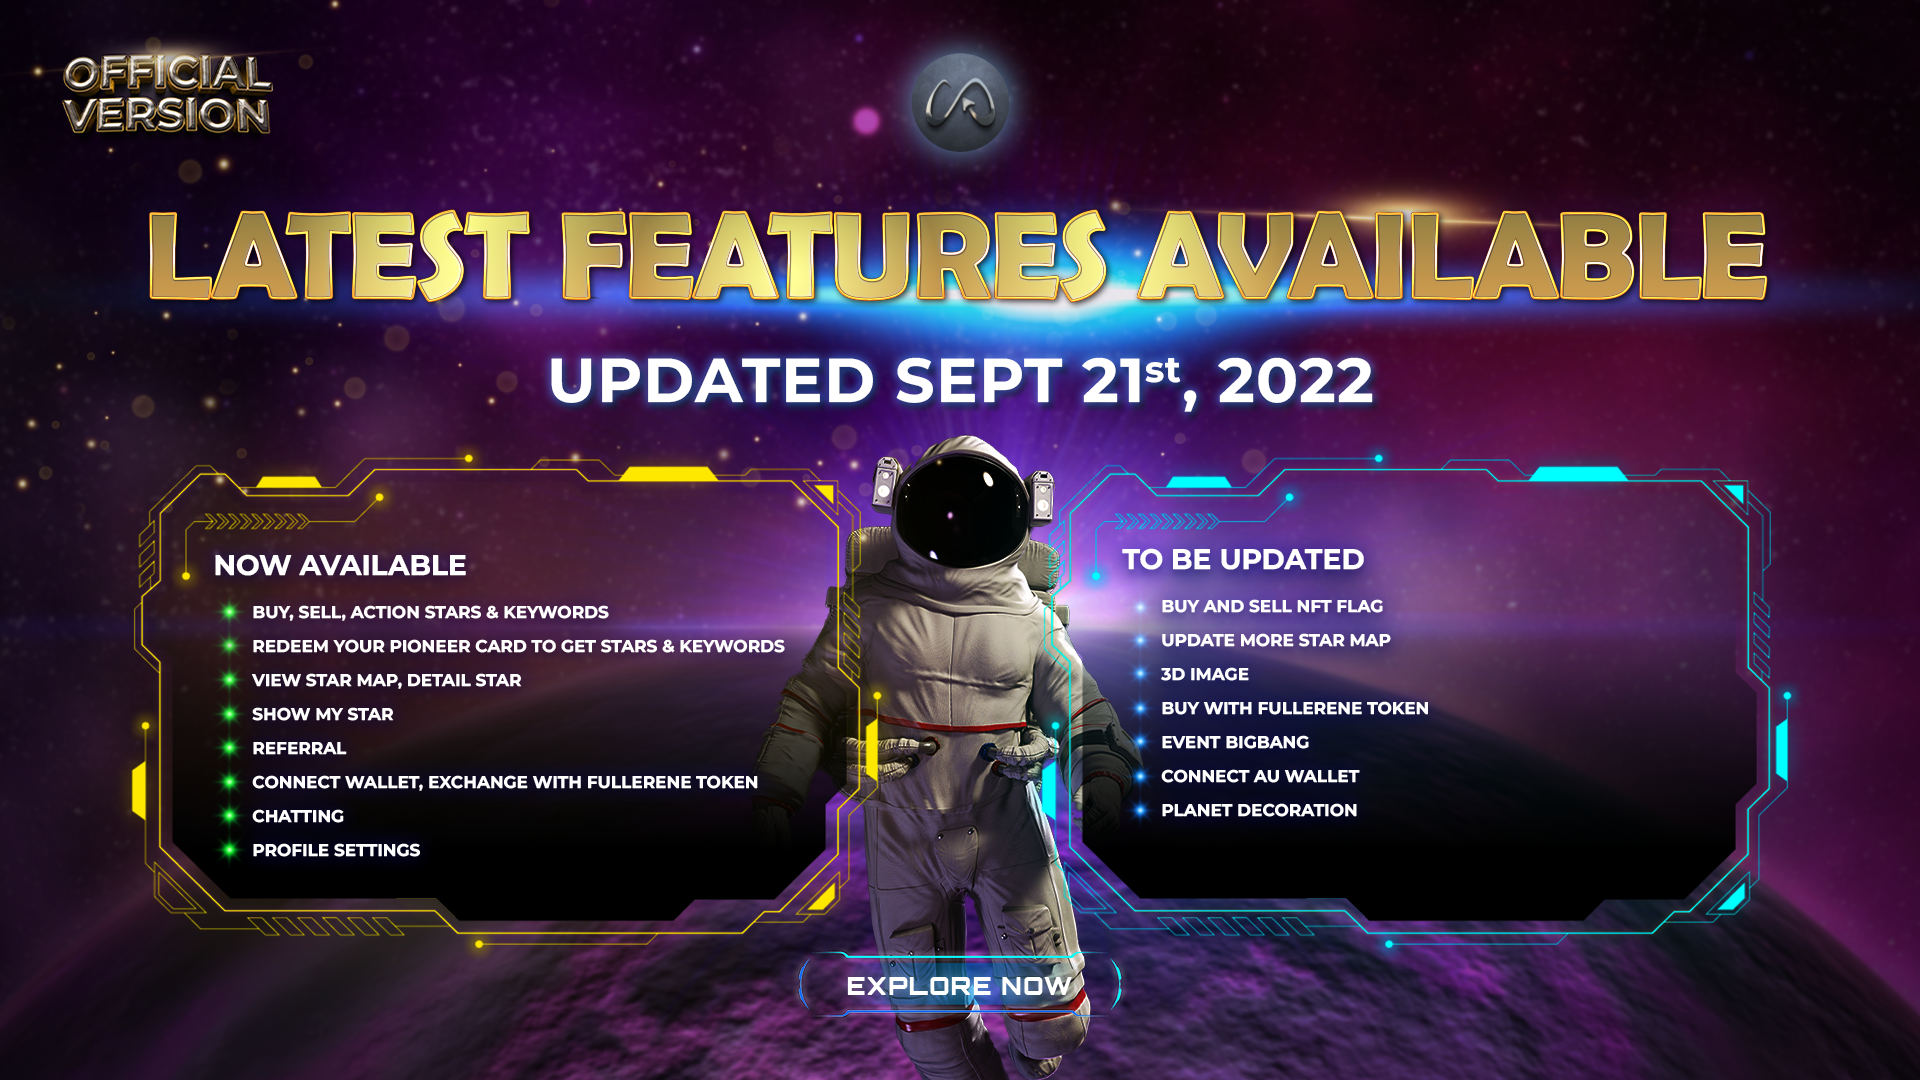 OFFICIAL
VERSION
LATEST FEATURES AVAILABLE
UPDATED SEPT 21st, 2022
NOW AVAILABLE
BUY, SELL, ACTION STARS & KEYWORDS
REDEEM YOUR PIONEER CARD TO GET STARS & KEYWORDS
VIEW STAR MAP, DETAIL STAR
SHOW MY STAR
REFERRAL
CONNECT WALLET, EXCHANGE WITH FULLERENE TOKEN
CHATTING
PROFILE SETTINGS
TO BE UPDATED
BUY AND SELL NFT FLAG
UPDATE MORE STAR MAP
3D IMAGE
BUY WITH FULLERENE TOKEN
EVENT BIGBANG
CONNECT AU WALLET
PLANET DECORATION
EXPLORE NOW